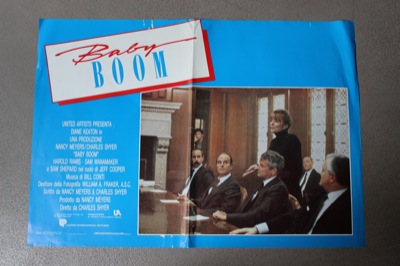 Baby
BOOM
UNITED ARTISTS PRESENTA
DIANE KEATON in
UNA PRODUZIONE
NANCY MEYERS/CHARLES SHYER
"BABY BOOM"
HAROLD RAMIS · SAM WANAMAKER
e SAM SHEPARD nel ruolo di JEFF COOPER
Musica di BILL CONTI
Direttore della Fotografia WILLIAM A. FRAKER, A.S.C.
Scritto da NANCY MEYERS & CHARLES SHYER
Prodotto da NANCY MEYERS
Diretto da CHARLES SHYER
UA